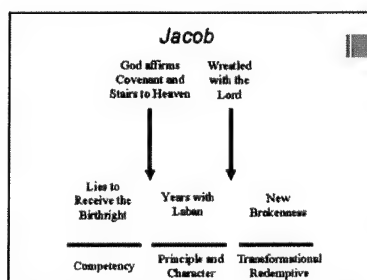 Jacob
God affirms
Covenant and
Stairs to Heaven
Wrestled
with the
Lord
Lies to
Receive the
Birthright
Years with
Laban
New
Brokenness
Competency
Principle and
Character
Transformational
Redemptive